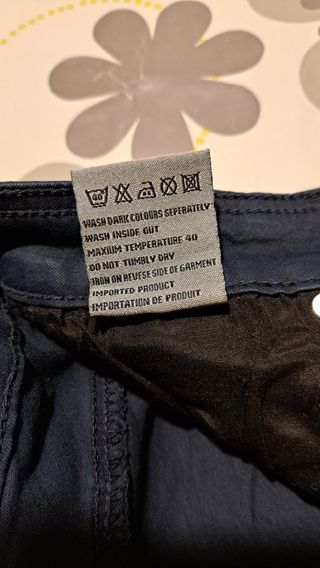 40
WASH DARK COLOURS SEPERATELY
WASH INSIDE OUT
MAXIUM TEMPERATURE 40
DO NOT TUMBLY DRY
IRON ON REVESE SIDE OF GARMENT
IMPORTED PRODUCT
IMPORTATION DE PRODUIT